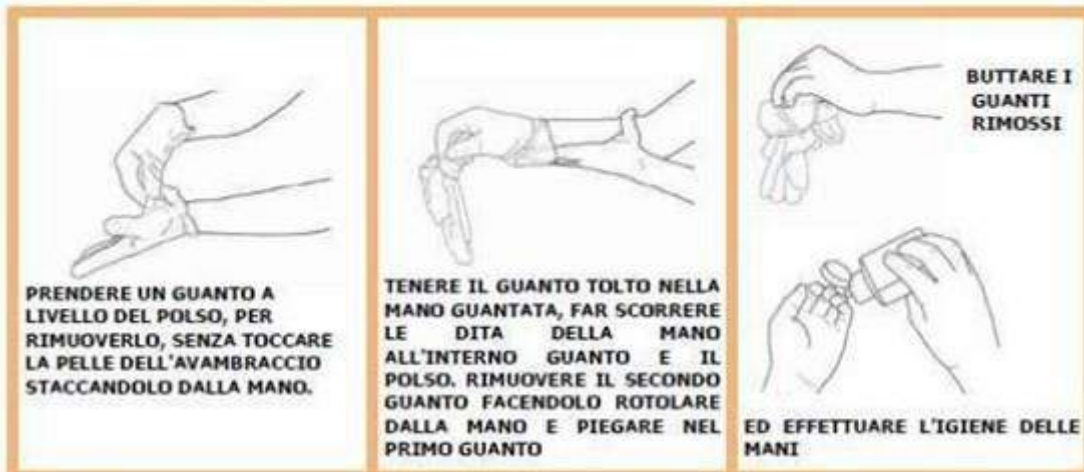 PRENDERE UN GUANTO A
LIVELLO DEL POLSO, PER
RIMUOVERLO, SENZA TOCCARE
LA PELLE DELL'AVAMBRACCIO
STACCANDOLO DALLA MANO.
TENERE IL GUANTO TOLTO NELLA
MANO GUANTATA, FAR SCORRERE
LE DITA DELLA MANO
ALL'INTERNO GUANTO E IL
POLSO. RIMUOVERE IL SECONDO
GUANTO FACENDOLO ROTOLARE
DALLA MANO E PIEGARE NEL
PRIMO GUANTO
BUTTARE I
GUANTI
RIMOSSI
ED EFFETTUARE L'IGIENE DELLE
MANI